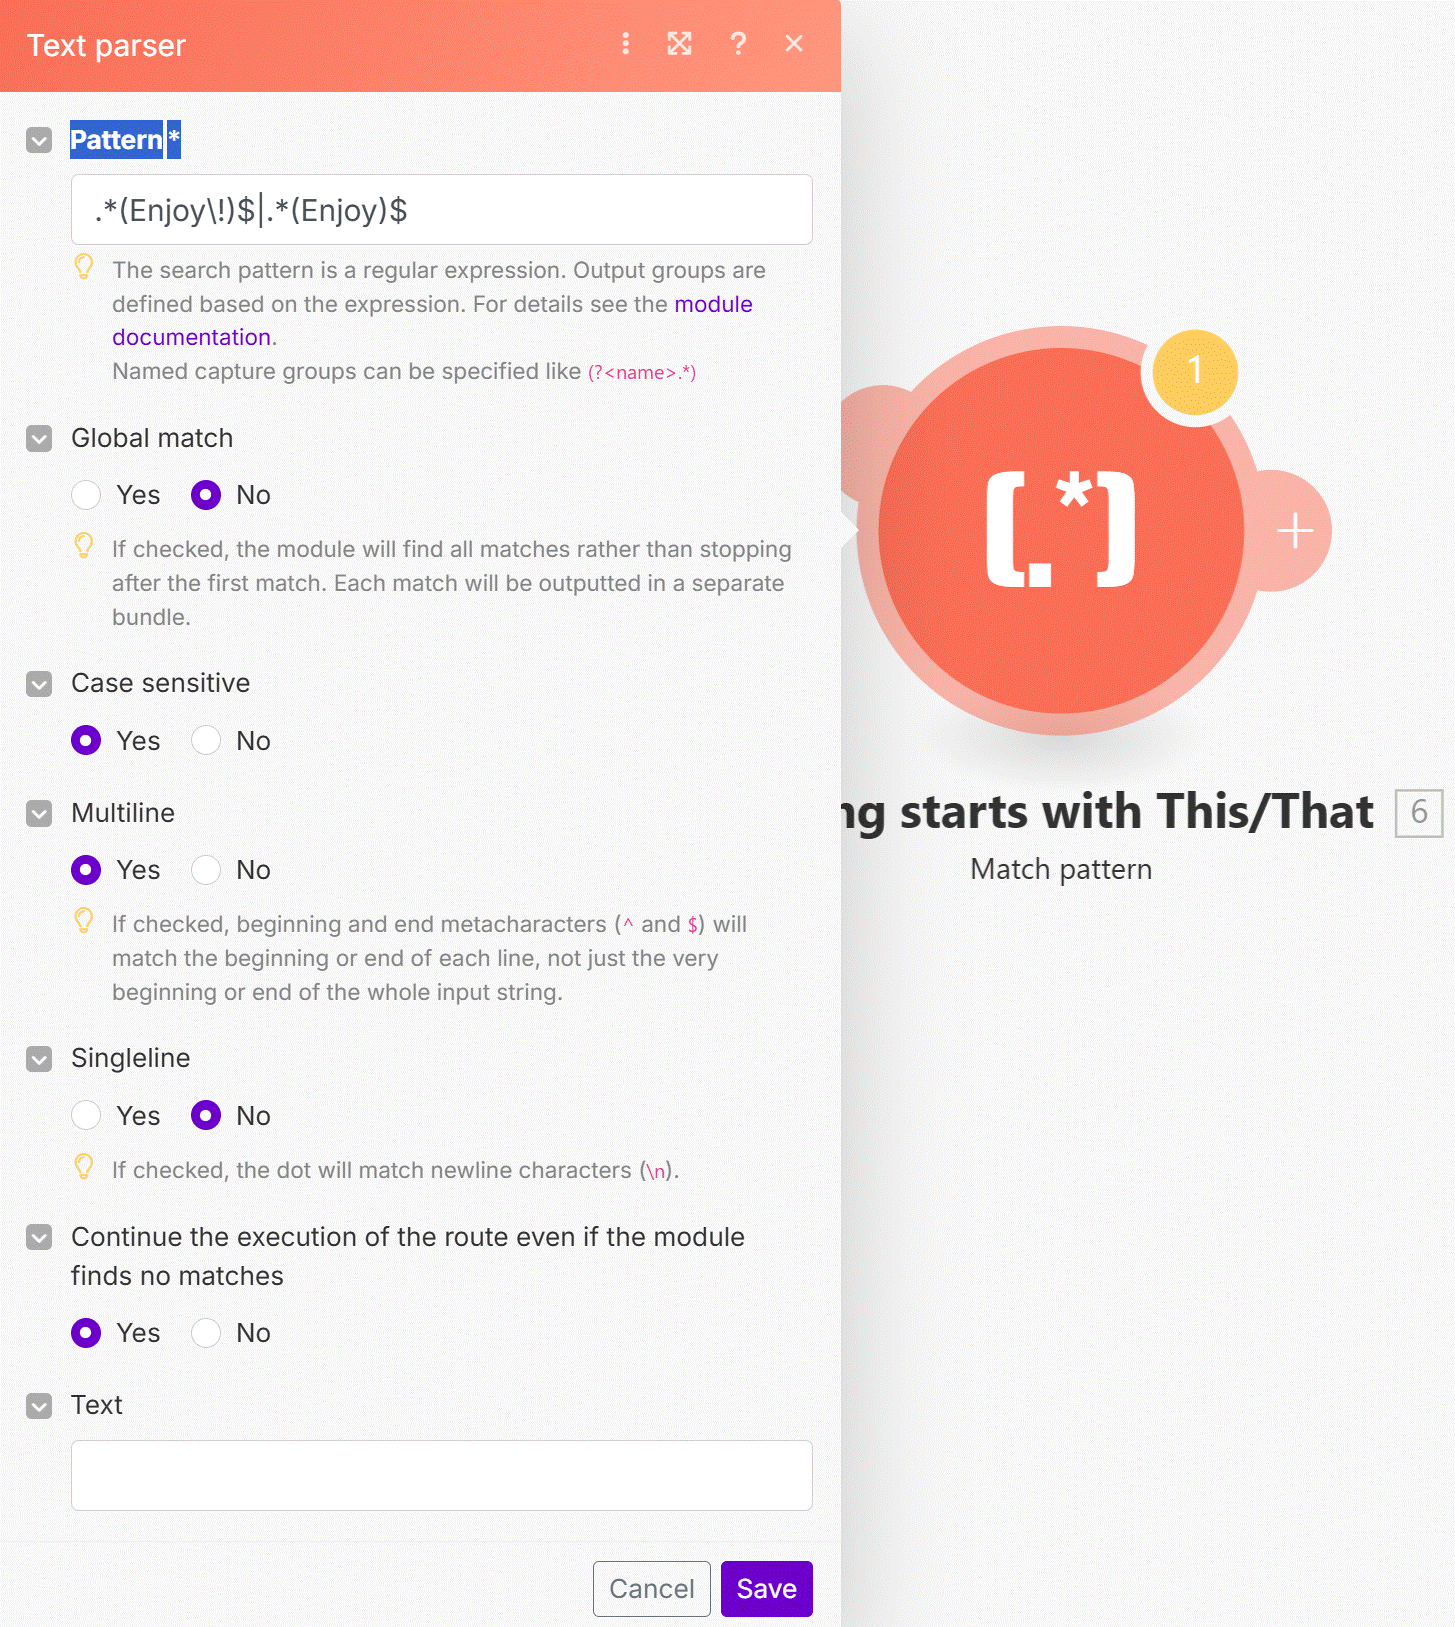 Text parser
Pattern *
.*(Enjoy\!)$|.*(Enjoy)$
The search pattern is a regular expression. Output groups are
defined based on the expression. For details see the module
documentation.
Named capture groups can be specified like (?<name>.*)
Global match
Yes No
If checked, the module will find all matches rather than stopping
after the first match. Each match will be outputted in a separate
bundle.
Case sensitive
Yes No
Multiline
Yes No
If checked, beginning and end metacharacters (^ and $) will
match the beginning or end of each line, not just the very
beginning or end of the whole input string.
Singleline
Yes No
If checked, the dot will match newline characters (\n).
Continue the execution of the route even if the module
finds no matches
Yes No
Text
Cancel Save
1
(.*)
ng starts with This/That 6
Match pattern